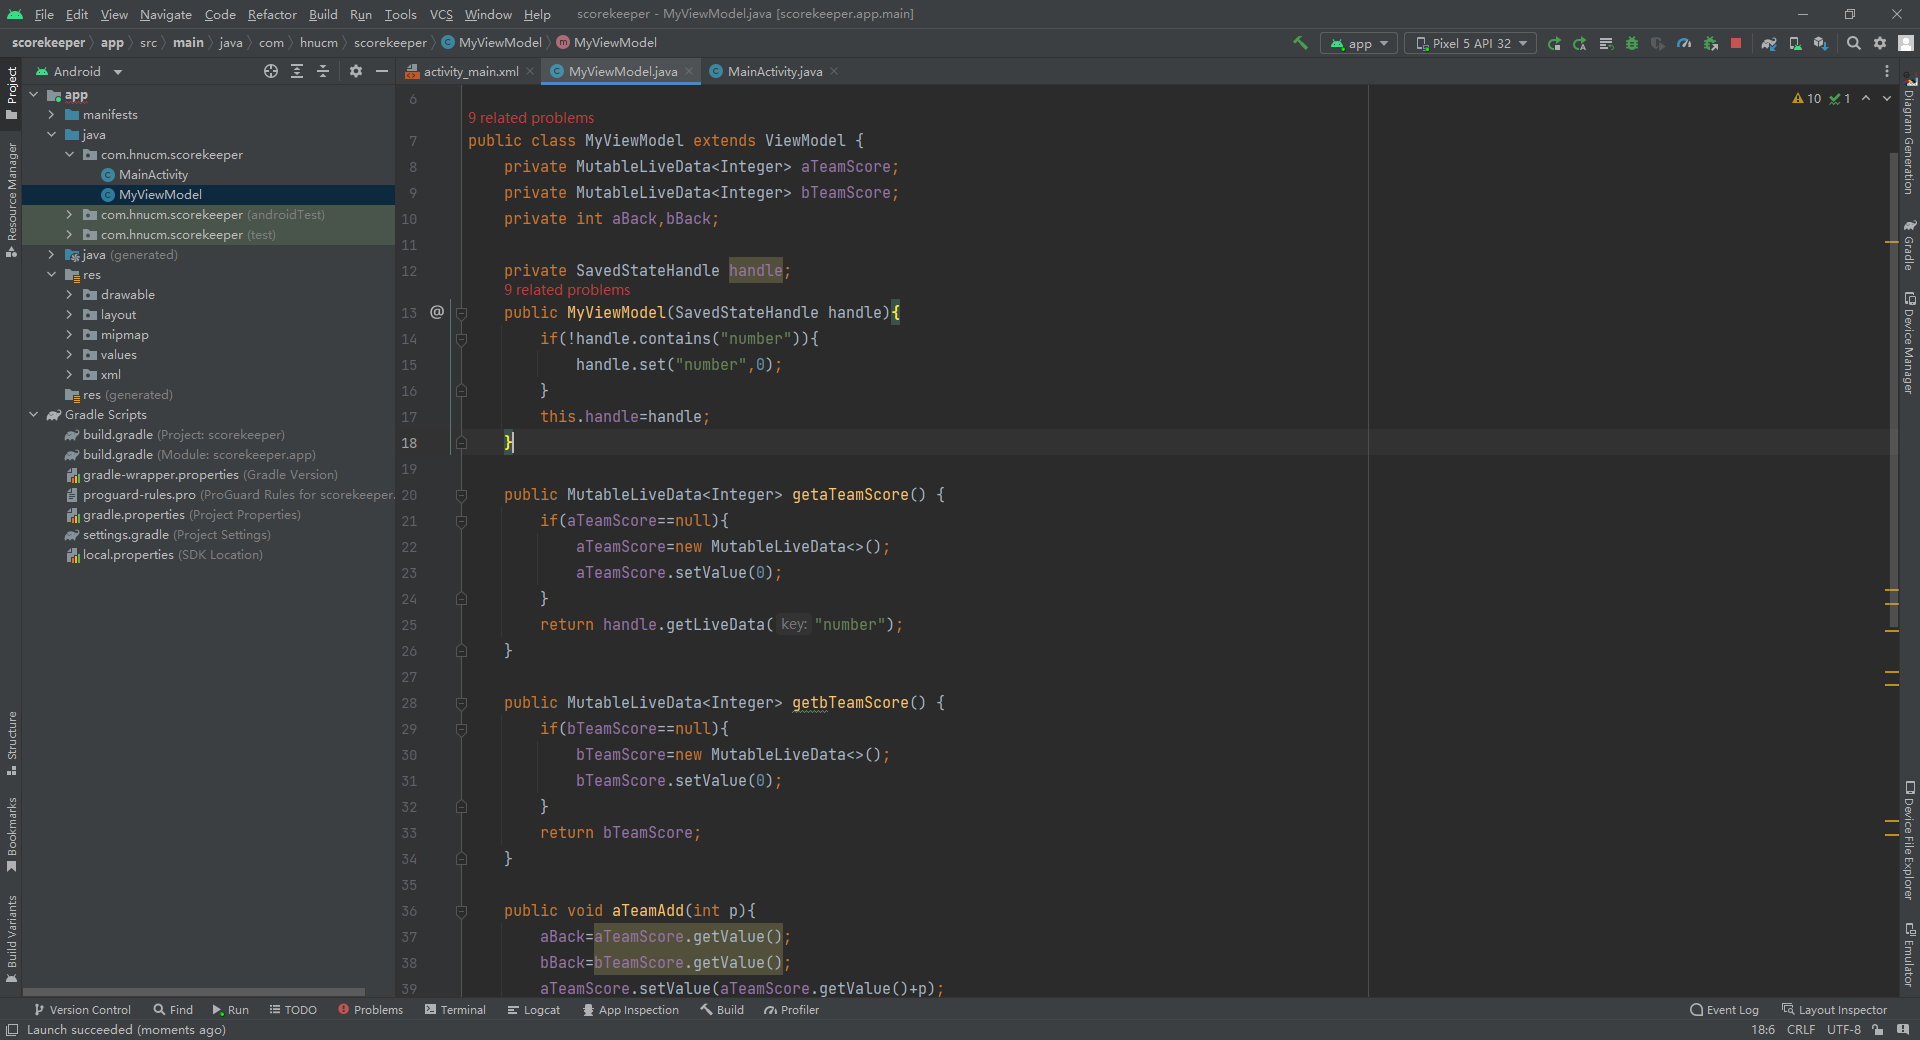 File Edit View Navigate Code Refactor Build Run Tools VCS Window Help scorekeeper - MyViewModel.java [scorekeeper.app.main]
scorekeeper app src main java com hnucm scorekeeper MyViewModel MyViewModel app Pixel 5 API 32
Android
activity_main.xml MyViewModel.java MainActivity.java
Project
Resource Manager
Structure
Bookmarks
Build Variants
app
manifests
java
com.hnucm.scorekeeper
MainActivity
MyViewModel
com.hnucm.scorekeeper (androidTest)
com.hnucm.scorekeeper (test)
java (generated)
res
drawable
layout
mipmap
values
xml
res (generated)
Gradle Scripts
build.gradle (Project: scorekeeper)
build.gradle (Module: scorekeeper.app)
gradle-wrapper.properties (Gradle Version)
proguard-rules.pro (ProGuard Rules for scorekeeper.
gradle.properties (Project Properties)
settings.gradle (Project Settings)
local.properties (SDK Location)
10 1
6
9 related problems
7 public class MyViewModel extends ViewModel {
8 private MutableLiveData<Integer> aTeamScore;
9 private MutableLiveData<Integer> bTeamScore;
10 private int aBack,bBack;
11
12 private SavedStateHandle handle;
9 related problems
13 @ public MyViewModel(SavedStateHandle handle){
14 if(!handle.contains("number")){
15 handle.set("number",0);
16 }
17 this.handle=handle;
18 }
19
20 public MutableLiveData<Integer> getaTeamScore() {
21 if(aTeamScore==null){
22 aTeamScore=new MutableLiveData<>();
23 aTeamScore.setValue(0);
24 }
25 return handle.getLiveData( key: "number");
26 }
27
28 public MutableLiveData<Integer> getbTeamScore() {
29 if(bTeamScore==null){
30 bTeamScore=new MutableLiveData<>();
31 bTeamScore.setValue(0);
32 }
33 return bTeamScore;
34 }
35
36 public void aTeamAdd(int p){
37 aBack=aTeamScore.getValue();
38 bBack=bTeamScore.getValue();
39 aTeamScore.setValue(aTeamScore.getValue()+p);
Diagram Generation
Gradle
Device Manager
Device File Explorer
Emulator
Version Control Find Run TODO Problems Terminal Logcat App Inspection Build Profiler Event Log Layout Inspector
Launch succeeded (moments ago) 18:6 CRLF UTF-8